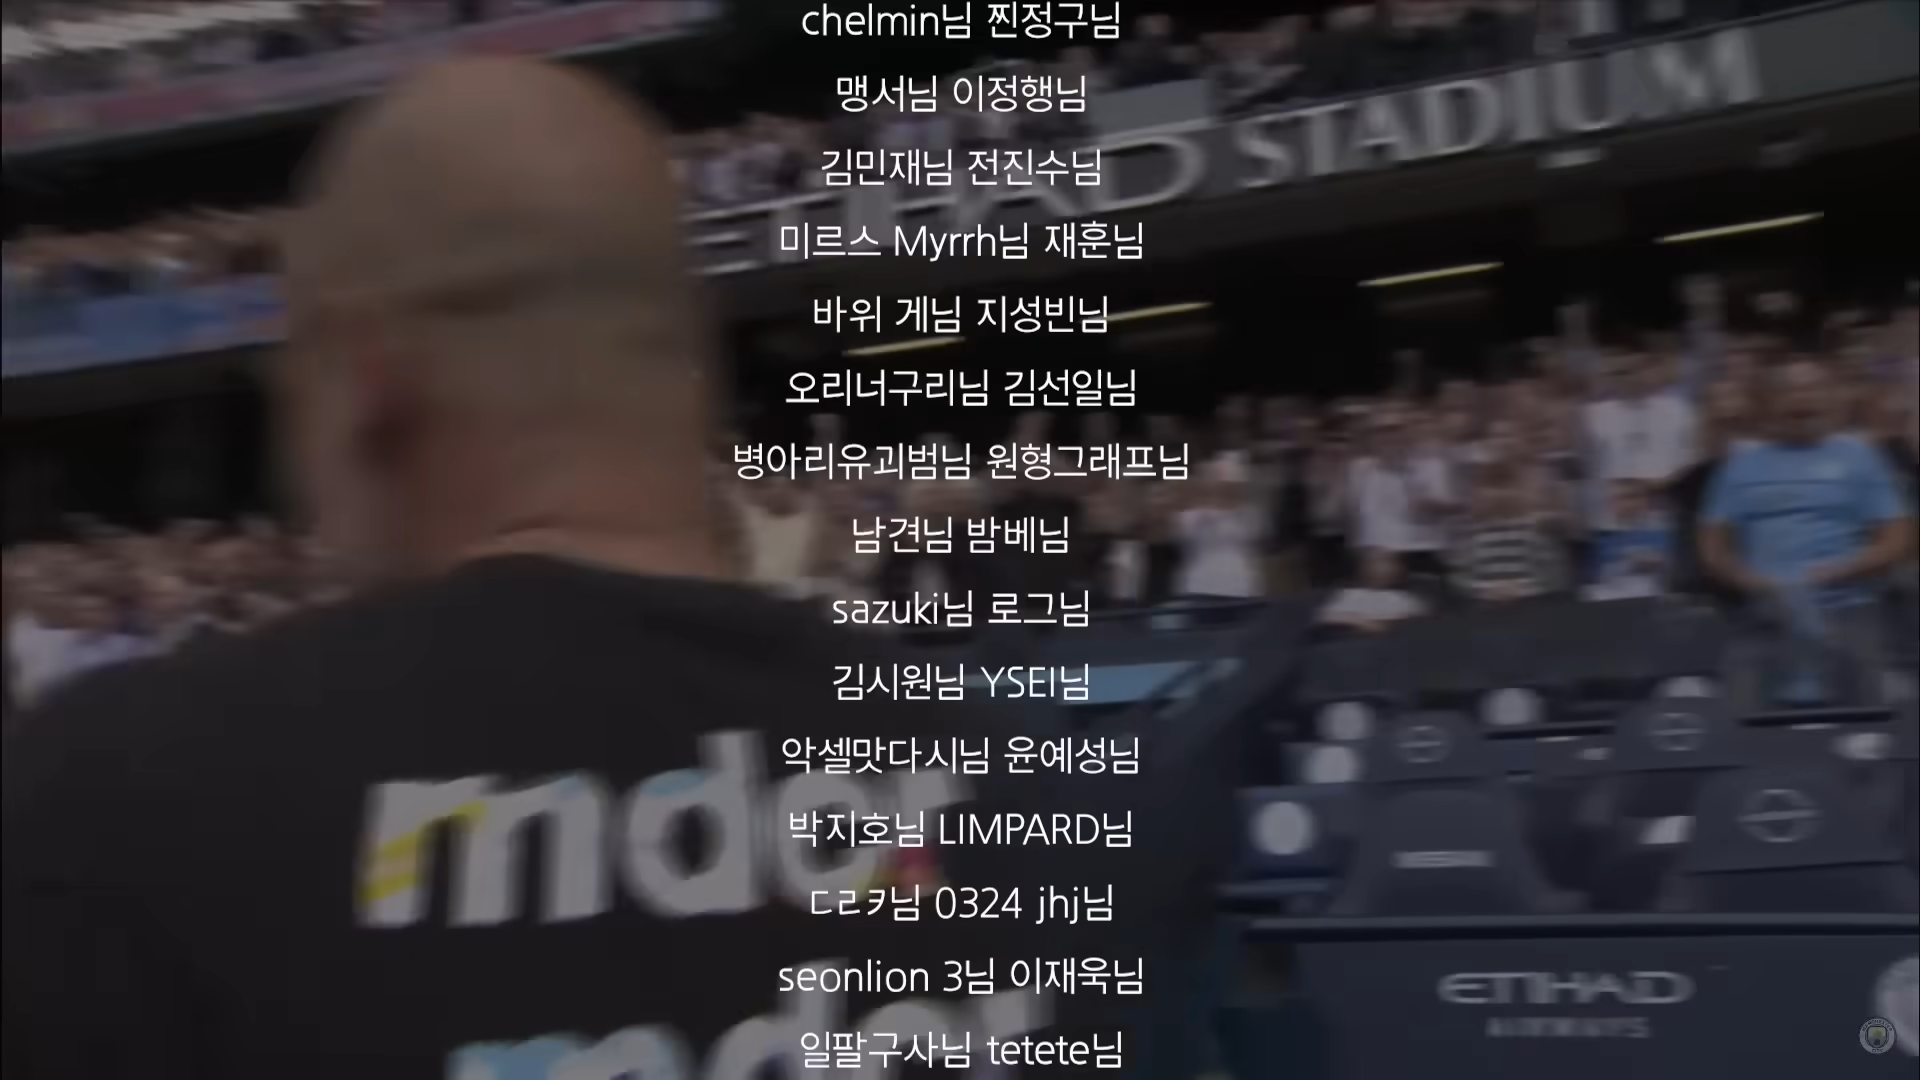 chelmin님 찐정구님
맹서님 이정행님
김민재님 전진수님
미르스 Myrrh님 재훈님
바위 게님 지성빈님
오리너구리님 김선일님
병아리유괴범님 원형그래프님
남견님 밤베님
sazuki님 로그님
김시원님 YSEI님
악셀맛다시님 윤예성님
박지호님 LIMPARD님
ㄷㄹㅋ님 0324 jhj님
seonlion 3님 이재욱님
일팔구사님 tetete님
ETIHAD STADIUM
ETIHAD
AIRWAYS